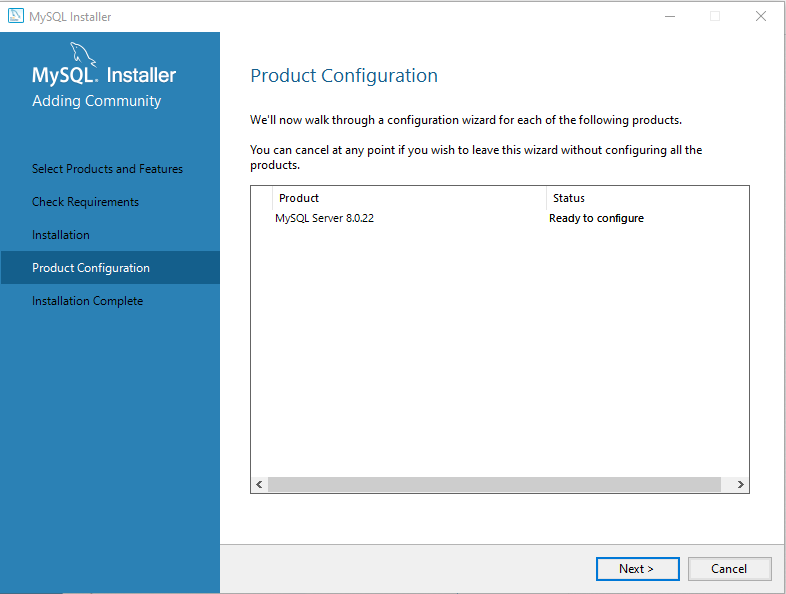 MySQL Installer
MySQL. Installer
Adding Community
Select Products and Features
Check Requirements
Installation
Product Configuration
Installation Complete
Product Configuration
We'll now walk through a configuration wizard for each of the following products.
You can cancel at any point if you wish to leave this wizard without configuring all the
products.
Product Status
MySQL Server 8.0.22 Ready to configure
Next > Cancel